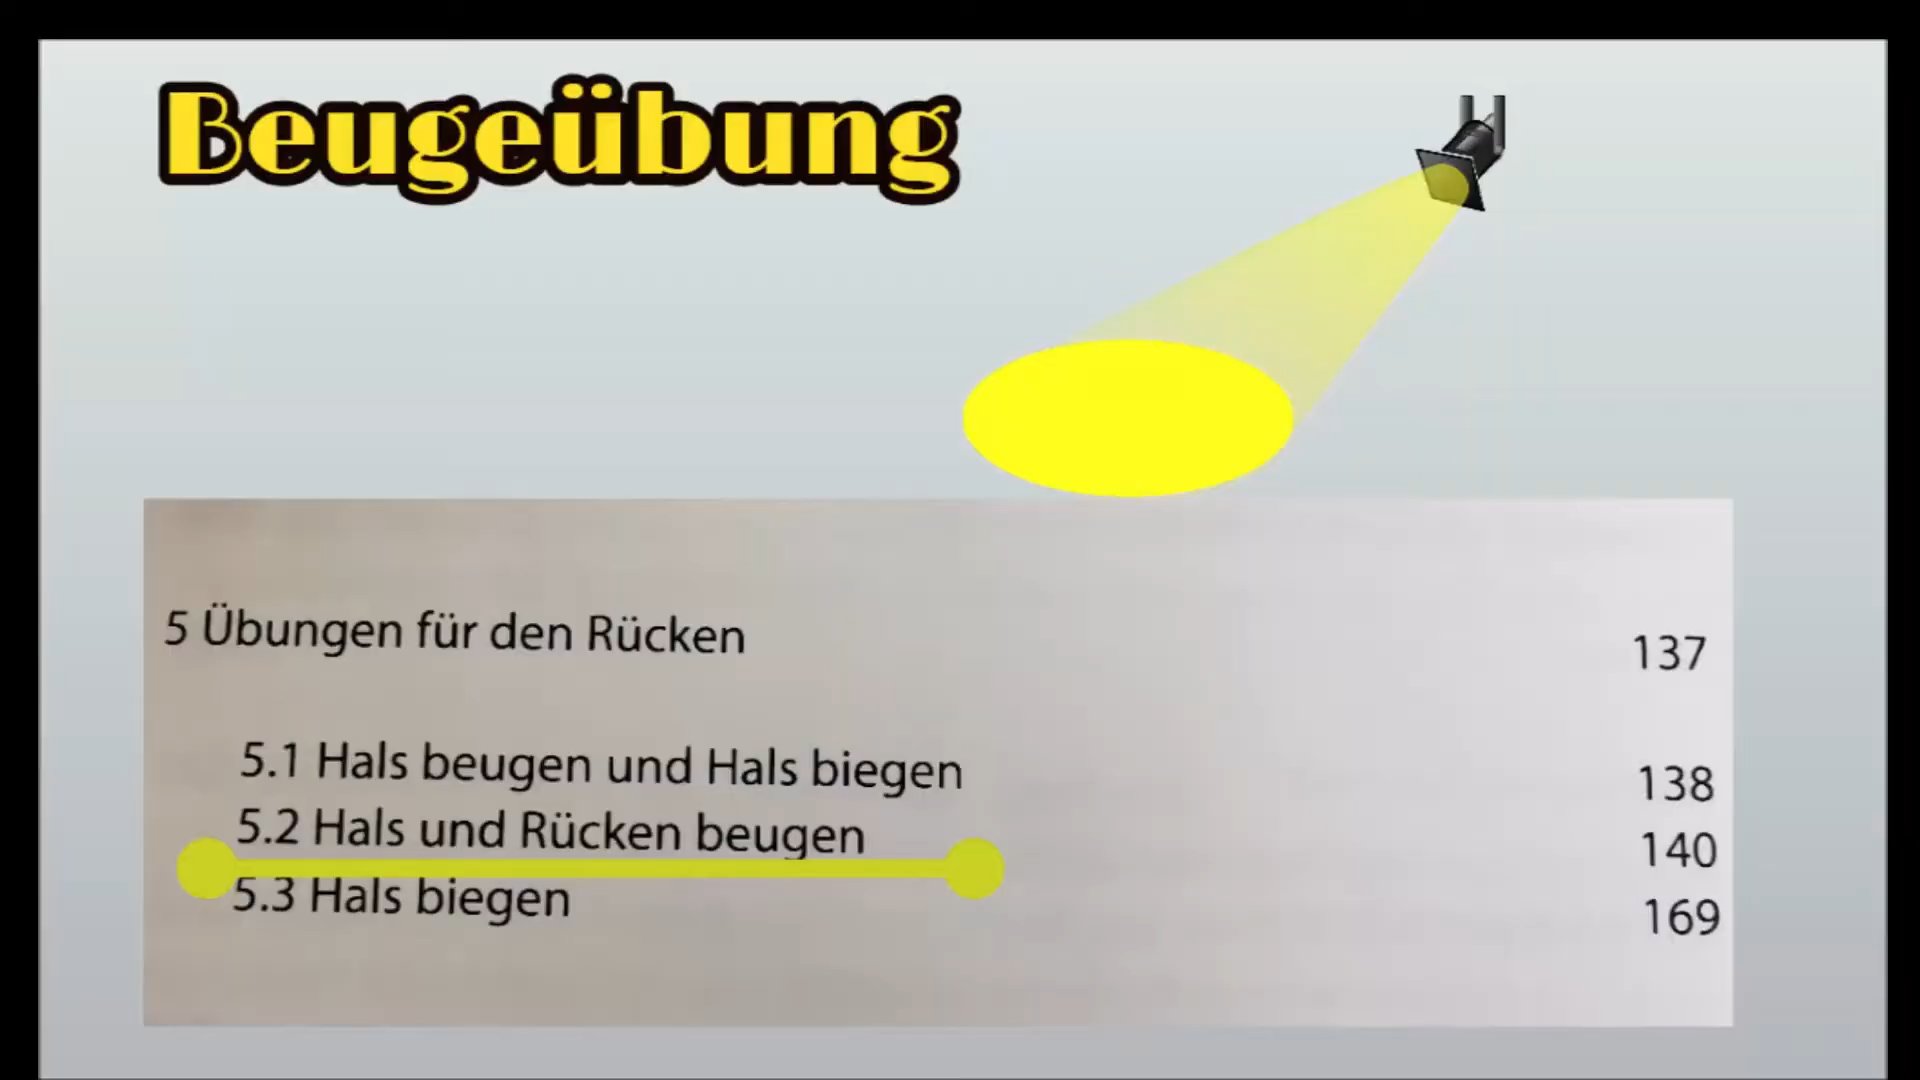 Beugeübung
5 Übungen für den Rücken 137
5.1 Hals beugen und Hals biegen 138
5.2 Hals und Rücken beugen 140
5.3 Hals biegen 169